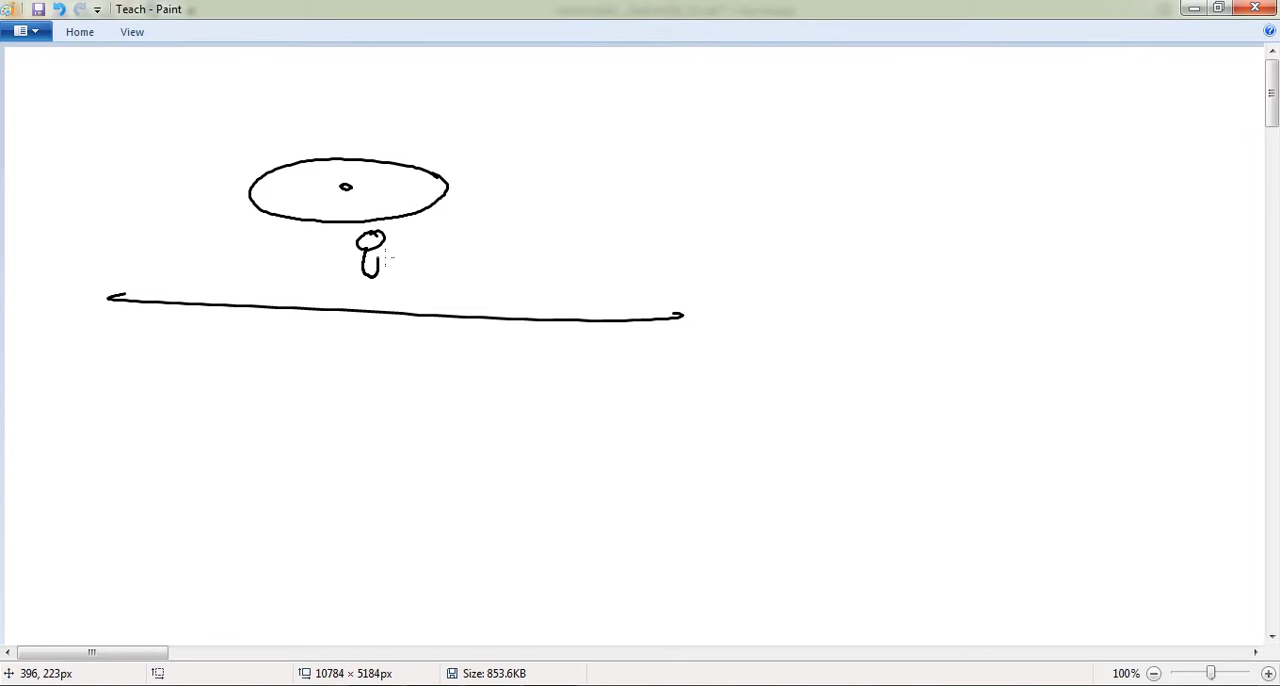 Teach - Paint
Home View
396, 223px 10784 × 5184px Size: 853.6KB 100%